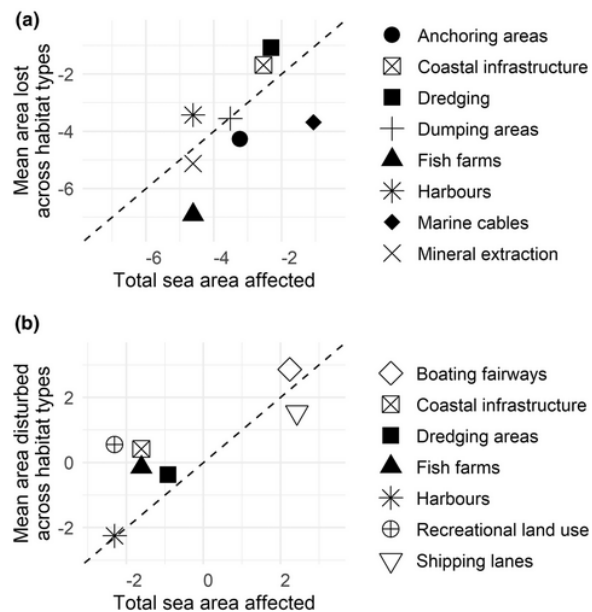 (a)
Mean area lost
across habitat types
-2
-4
-6
-6 -4 -2
Total sea area affected
Anchoring areas
Coastal infrastructure
Dredging
Dumping areas
Fish farms
Harbours
Marine cables
Mineral extraction
(b)
Mean area disturbed
across habitat types
2
0
-2
-2 0 2
Total sea area affected
Boating fairways
Coastal infrastructure
Dredging areas
Fish farms
Harbours
Recreational land use
Shipping lanes